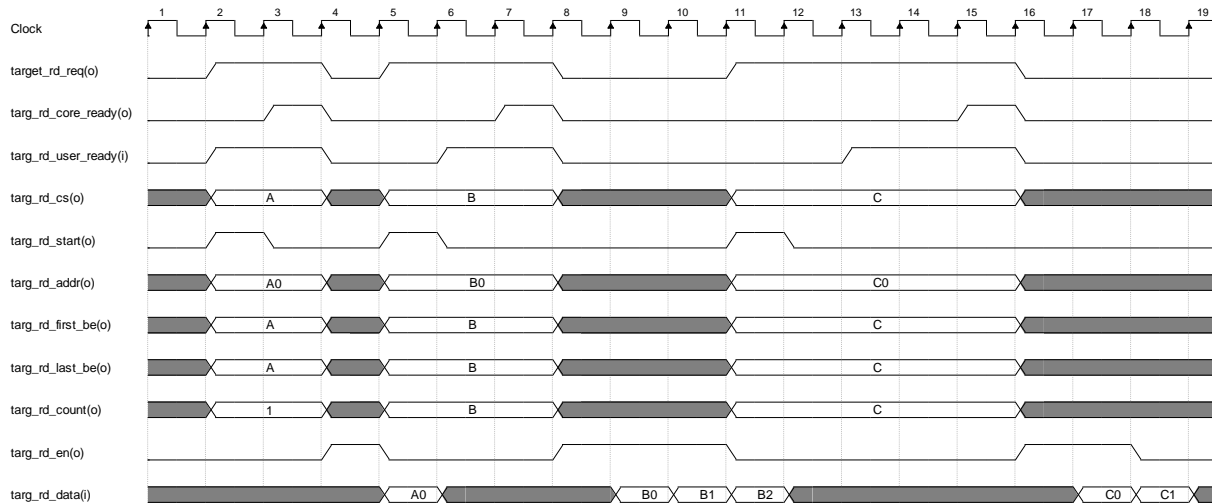 1 2 3 4 5 6 7 8 9 10 11 12 13 14 15 16 17 18 19
Clock
target_rd_req(o)
targ_rd_core_ready(o)
targ_rd_user_ready(i)
targ_rd_cs(o) A B C
targ_rd_start(o)
targ_rd_addr(o) A0 B0 C0
targ_rd_first_be(o) A B C
targ_rd_last_be(o) A B C
targ_rd_count(o) 1 B C
targ_rd_en(o)
targ_rd_data(i) A0 B0 B1 B2 C0 C1